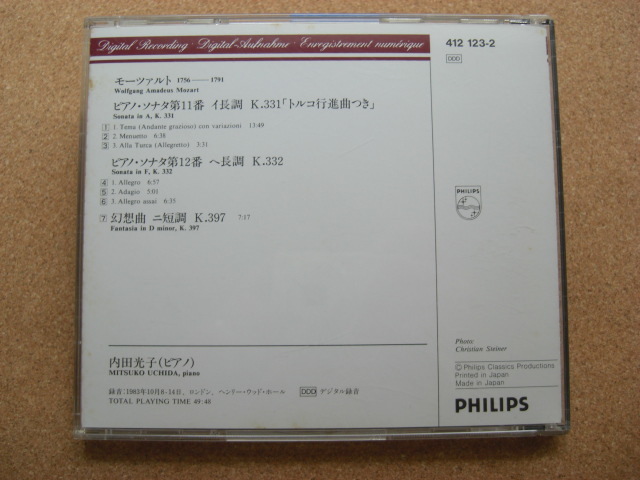 Digital Recording · Digital-Aufnahme · Enregistrement numérique
412 123-2
DDD
モーツァルト 1756——1791
Wolfgang Amadeus Mozart
ピアノ・ソナタ第11番 イ長調 K.331「トルコ行進曲つき」
Sonata in A, K. 331
1 1. Tema (Andante grazioso) con variazioni 13:49
2 2. Menuetto 6:38
3 3. Alla Turca (Allegretto) 3:31
ピアノ・ソナタ第12番 ヘ長調 K.332
Sonata in F, K. 332
4 1. Allegro 6:57
5 2. Adagio 5:01
6 3. Allegro assai 6:35
7 幻想曲 ニ短調 K.397 7:17
Fantasia in D minor, K. 397
PHILIPS
内田光子(ピアノ)
MITSUKO UCHIDA, piano
録音:1983年10月8-14日、ロンドン、ヘンリー・ウッド・ホール DDD デジタル録音
TOTAL PLAYING TIME 49:48
Photo:
Christian Steiner
© Philips Classics Productions
Printed in Japan
Made in Japan
PHILIPS